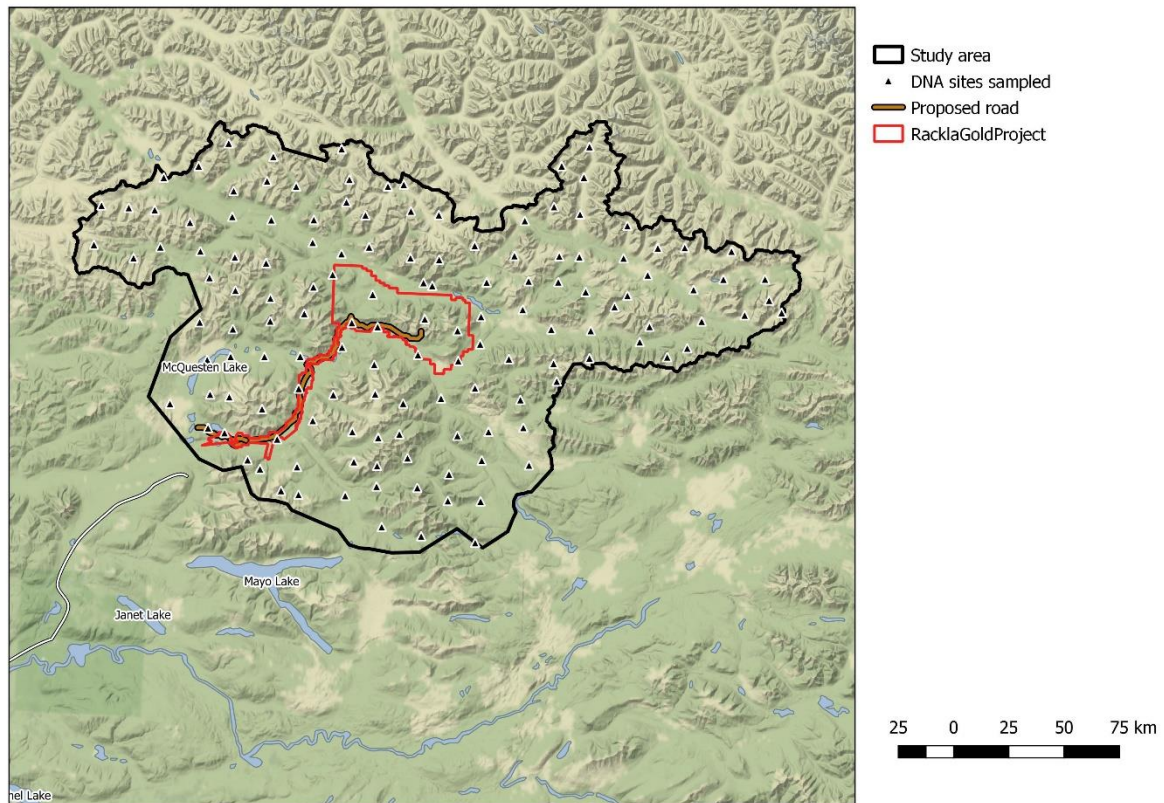 Study area
DNA sites sampled
Proposed road
RacklaGoldProject
McQuesten Lake
Mayo Lake
Janet Lake
nel Lake
25 0 25 50 75 km